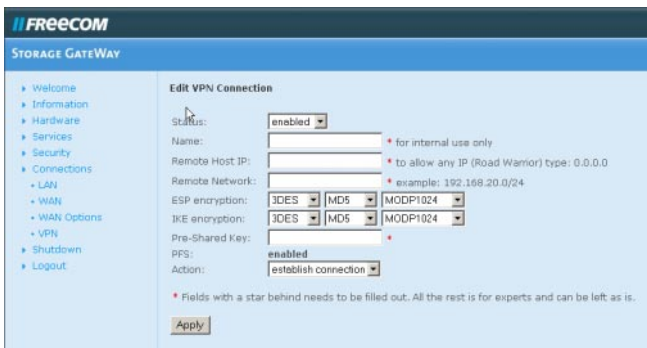 FREECOM
STORAGE GATEWAY
Welcome
Information
Hardware
Services
Security
Connections
LAN
WAN
WAN Options
VPN
Shutdown
Logout
Edit VPN Connection
Status: enabled
Name: * for internal use only
Remote Host IP: * to allow any IP (Road Warrior) type: 0.0.0.0
Remote Network: * example: 192.168.20.0/24
ESP encryption: 3DES MD5 MODP1024
IKE encryption: 3DES MD5 MODP1024
Pre-Shared Key: *
PFS: enabled
Action: establish connection
* Fields with a star behind needs to be filled out. All the rest is for experts and can be left as is.
Apply